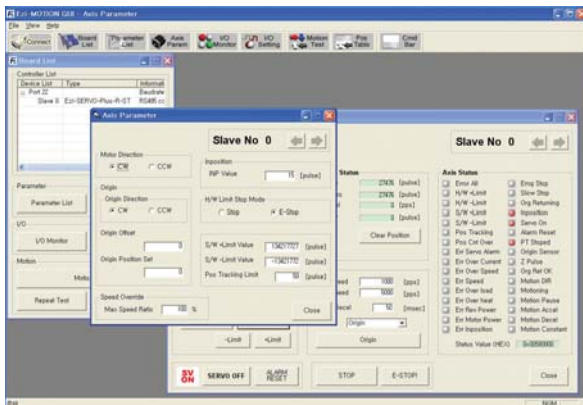 Ezi-MOTION GUI - Axis Parameter
File View Help
Connect
Board List
Parameter List
Axis Param
I/O Monitor
I/O Setting
Motion Test
Pos Table
Cmd Bar
Board List
Controller List
Device List Type Informati
Port 22 Baudrate
Slave 0 Ezi-SERVO-Plus-R-ST RS485 cc
Parameter
Parameter List
I/O
I/O Monitor
Motion
Repeat Test
Axis Parameter
Slave No 0
Motor Direction
CW CCW
Origin
Origin Direction
CW CCW
Origin Offset
0
Origin Position Set
0
Speed Override
Max Speed Ratio 100 %
Inposition
INP Value 15 [pulse]
H/W Limit Stop Mode
Stop E-Stop
S/W +Limit Value 134217727 [pulse]
S/W -Limit Value [pulse]
Pos Tracking Limit 50 [pulse]
Close
Slave No 0
Status
27476 [pulse]
27476 [pulse]
0 [pps]
0 [pulse]
Clear Position
1000 [pps]
5000 [pps]
50 [msec]
Origin
-Limit +Limit Origin
SV ON
SERVO OFF
ALARM RESET
STOP
E-STOP!
Close
Axis Status
Error All
H/W +Limit
H/W -Limit
S/W +Limit
S/W -Limit
Pos Cnt Over
Err Servo Alarm
Err Over Current
Err Over Speed
Err Speed
Err Over load
Err Over heat
Err Rev Power
Err Motor Power
Err Inposition
Emg Stop
Slow Stop
Org Returning
Inposition
Servo On
Alarm Reset
PT Stoped
Origin Sensor
Z Pulse
Org Ret OK
Motion DIR
Motioning
Motion Pause
Motion Accel
Motion Decel
Motion Constant
Status Value (HEX)
NUM